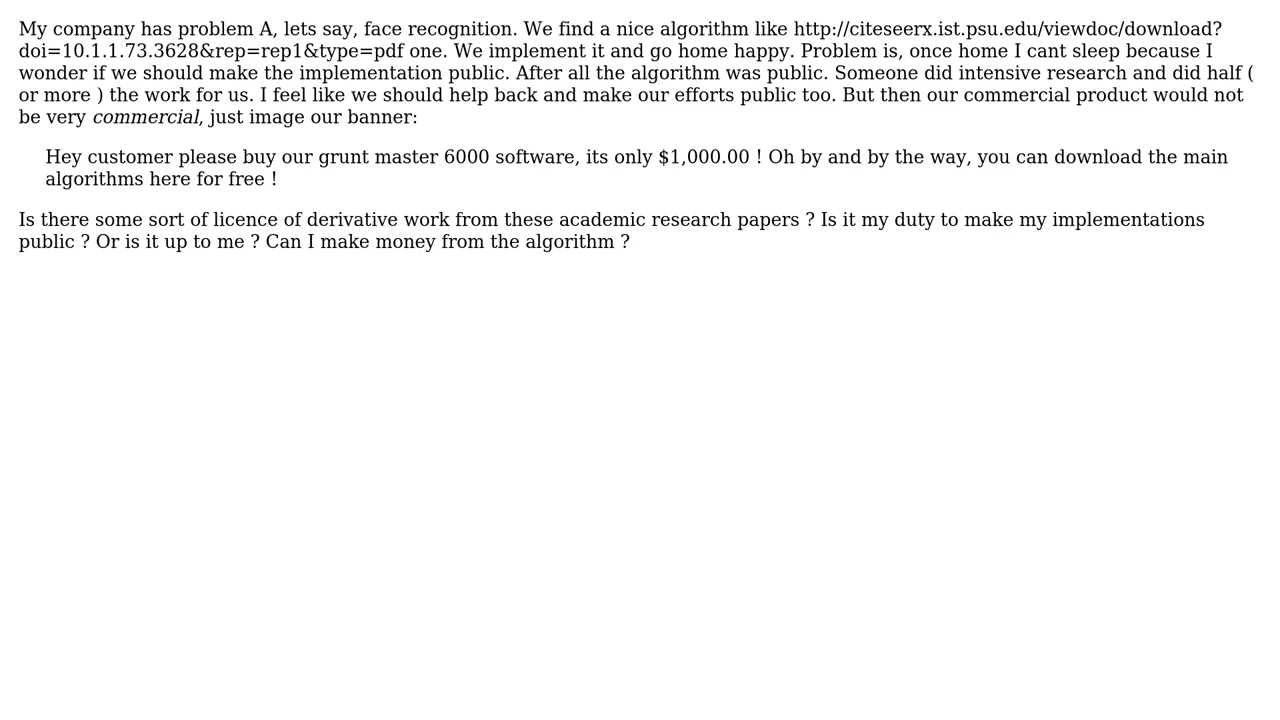 My company has problem A, lets say, face recognition. We find a nice algorithm like http://citeseerx.ist.psu.edu/viewdoc/download?
doi=10.1.1.73.3628&rep=rep1&type=pdf one. We implement it and go home happy. Problem is, once home I cant sleep because I
wonder if we should make the implementation public. After all the algorithm was public. Someone did intensive research and did half (
or more ) the work for us. I feel like we should help back and make our efforts public too. But then our commercial product would not
be very commercial, just image our banner:
Hey customer please buy our grunt master 6000 software, its only $1,000.00 ! Oh by and by the way, you can download the main
algorithms here for free !
Is there some sort of licence of derivative work from these academic research papers ? Is it my duty to make my implementations
public ? Or is it up to me ? Can I make money from the algorithm ?